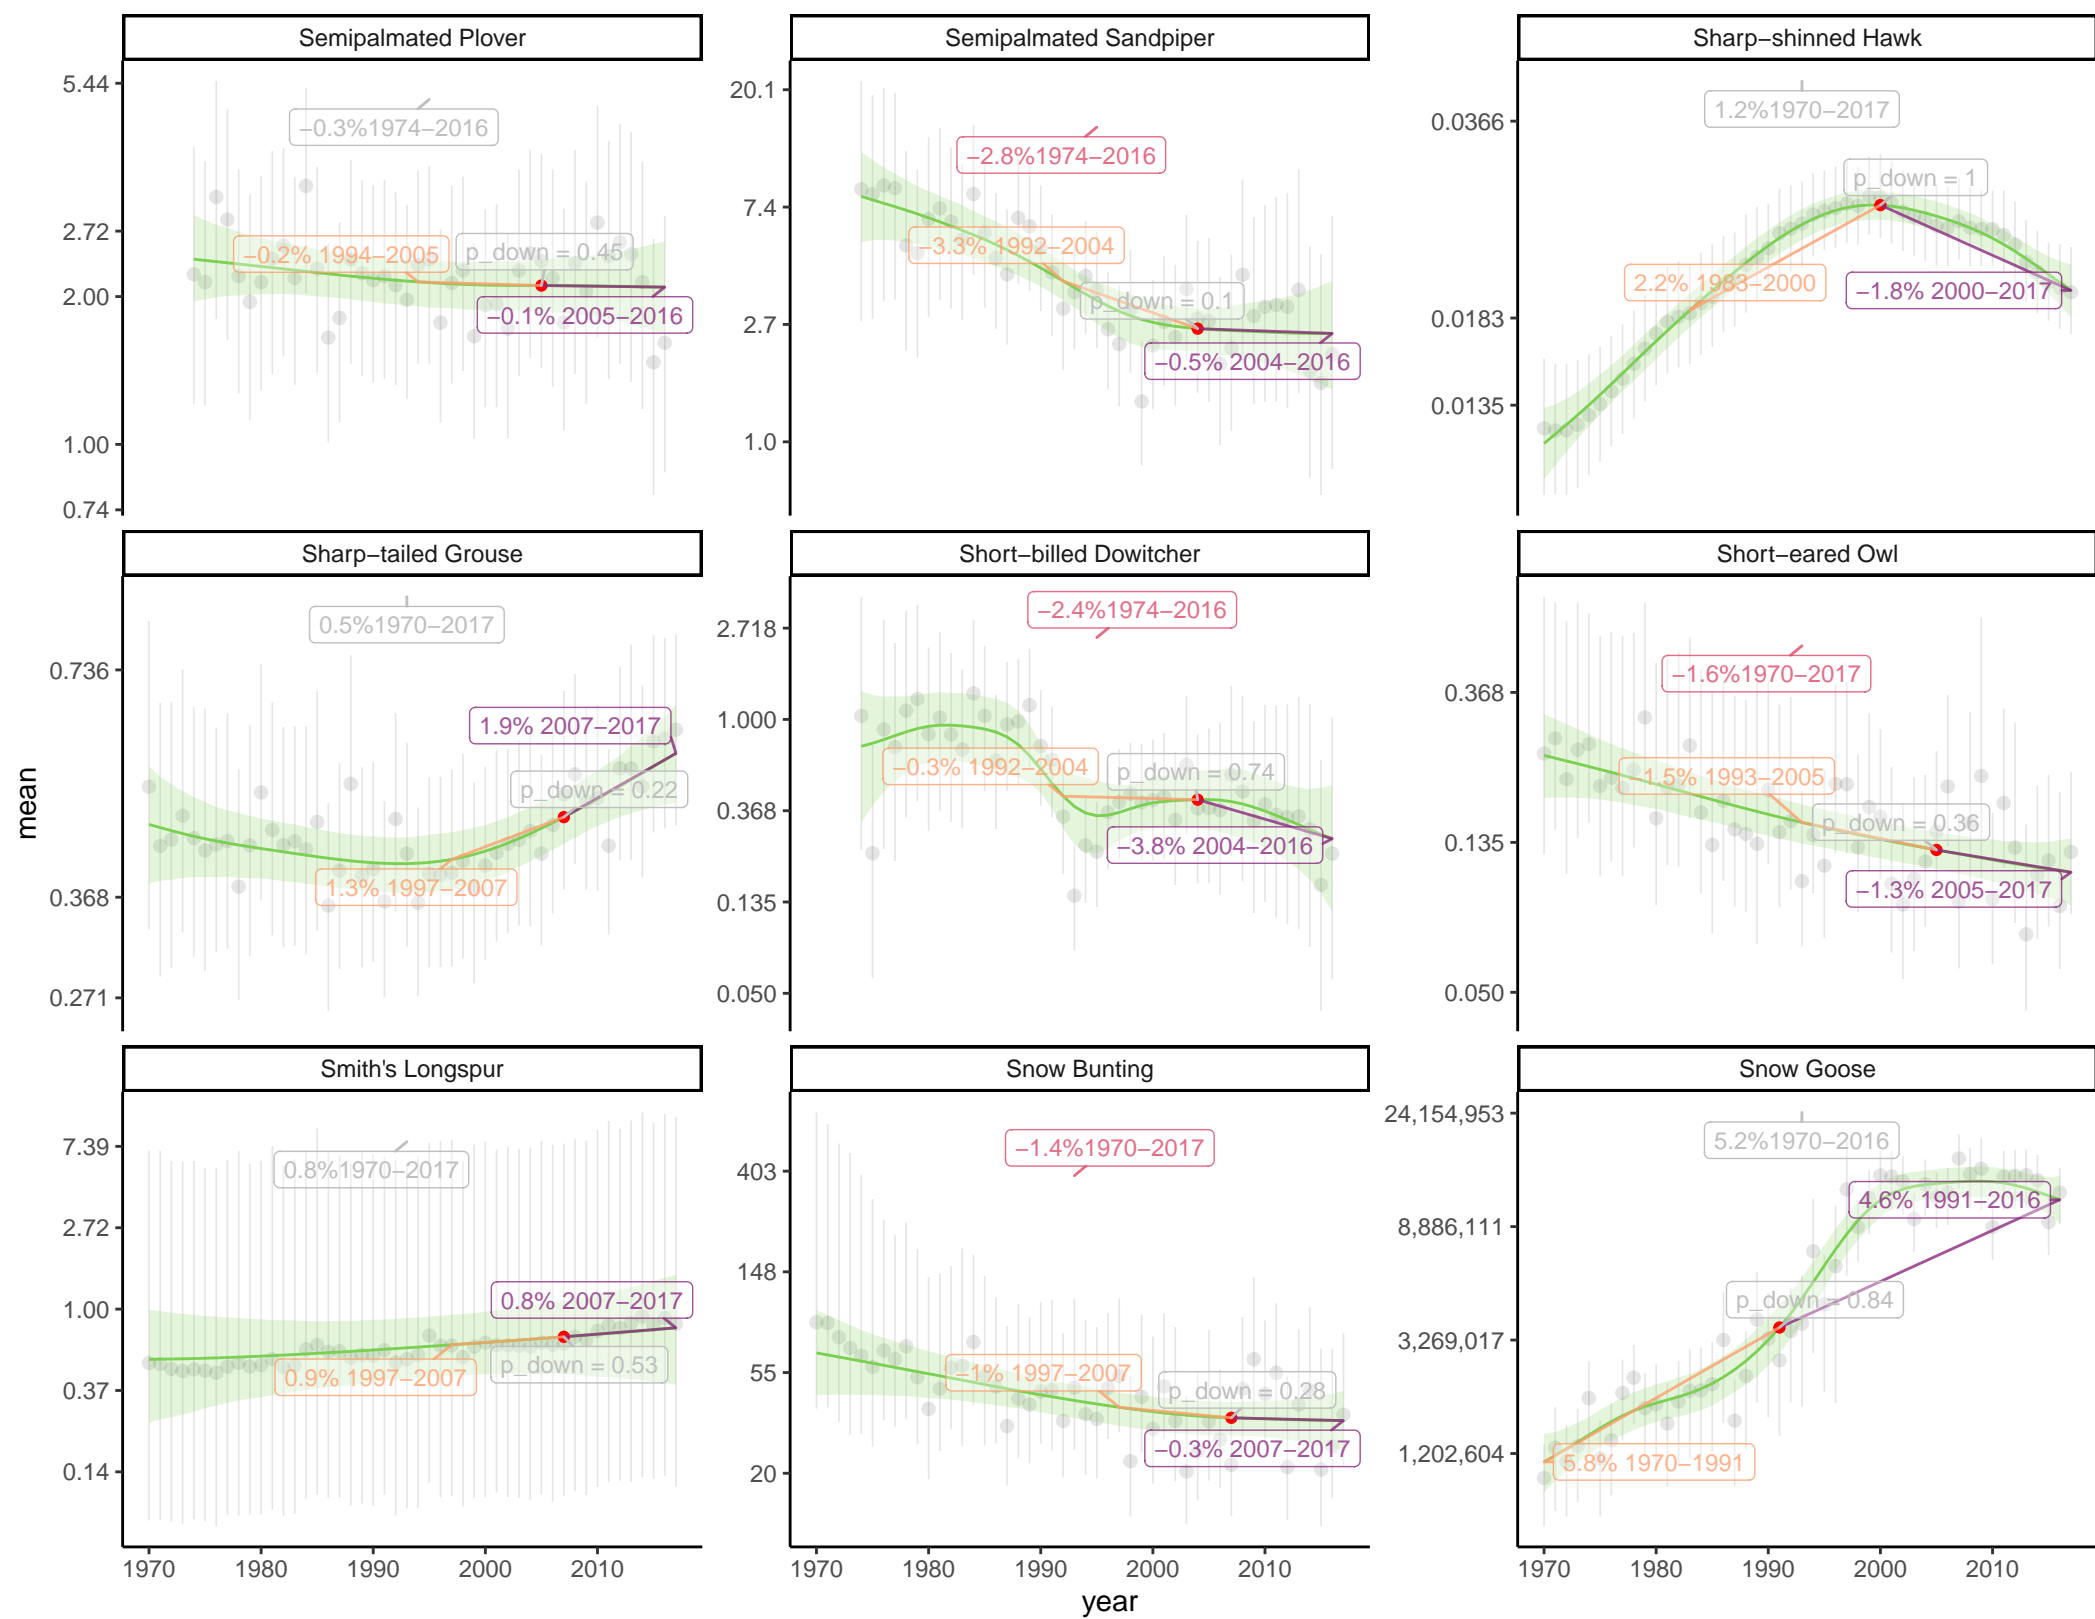 Semipalmated Plover
Semipalmated Sandpiper
Sharp−shinned Hawk
5.44
2.72
2.00
1.00
0.74
−0.3%1974−2016
−0.2% 1994−2005
p_down = 0.45
−0.1% 2005−2016
20.1
7.4
2.7
1.0
−2.8%1974−2016
−3.3% 1992−2004
p_down = 0.1
−0.5% 2004−2016
0.0366
0.0183
0.0135
1.2%1970−2017
p_down = 1
2.2% 1983−2000
−1.8% 2000−2017
Sharp−tailed Grouse
Short−billed Dowitcher
Short−eared Owl
mean
0.736
0.368
0.271
0.5%1970−2017
1.9% 2007−2017
p_down = 0.22
1.3% 1997−2007
2.718
1.000
0.368
0.135
0.050
−2.4%1974−2016
−0.3% 1992−2004
p_down = 0.74
−3.8% 2004−2016
0.368
0.135
0.050
−1.6%1970−2017
−1.5% 1993−2005
p_down = 0.36
−1.3% 2005−2017
Smith's Longspur
Snow Bunting
Snow Goose
7.39
2.72
1.00
0.37
0.14
0.8%1970−2017
0.8% 2007−2017
p_down = 0.53
0.9% 1997−2007
403
148
55
20
−1.4%1970−2017
−1% 1997−2007
p_down = 0.28
−0.3% 2007−2017
24,154,953
8,886,111
3,269,017
1,202,604
5.2%1970−2016
4.6% 1991−2016
p_down = 0.84
5.8% 1970−1991
1970 1980 1990 2000 2010
1970 1980 1990 2000 2010
1970 1980 1990 2000 2010
year